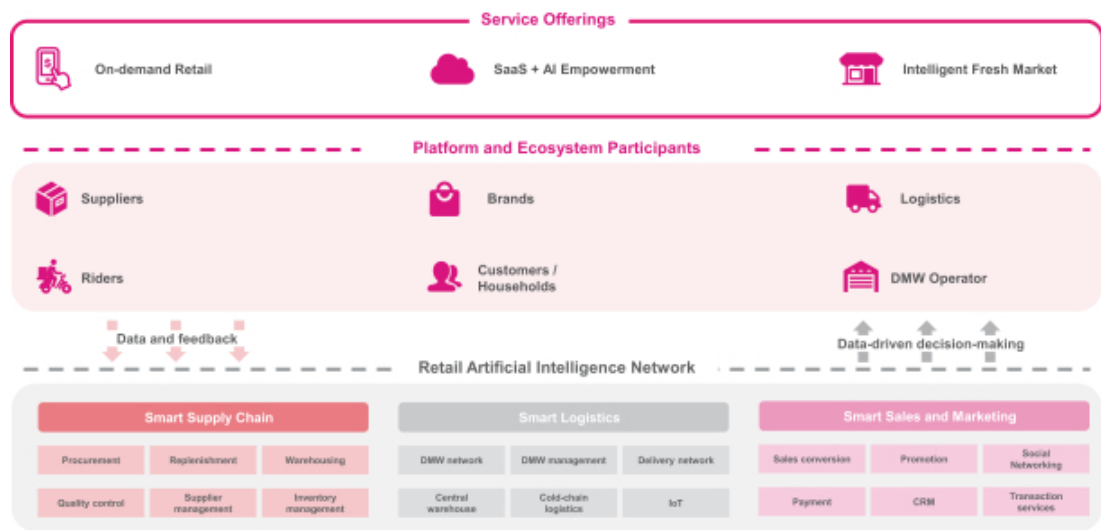 Service Offerings
On-demand Retail
SaaS + AI Empowerment
Intelligent Fresh Market
Platform and Ecosystem Participants
Suppliers
Brands
Logistics
Riders
Customers /
Households
DMW Operator
Data and feedback
Data-driven decision-making
Retail Artificial Intelligence Network
Smart Supply Chain
Smart Logistics
Smart Sales and Marketing
Procurement
Replenishment
Warehousing
DMW network
DMW management
Delivery network
Sales conversion
Promotion
Social
Networking
Quality control
Supplier
management
Inventory
management
Central
warehouse
Cold-chain
logistics
IoT
Payment
CRM
Transaction
services